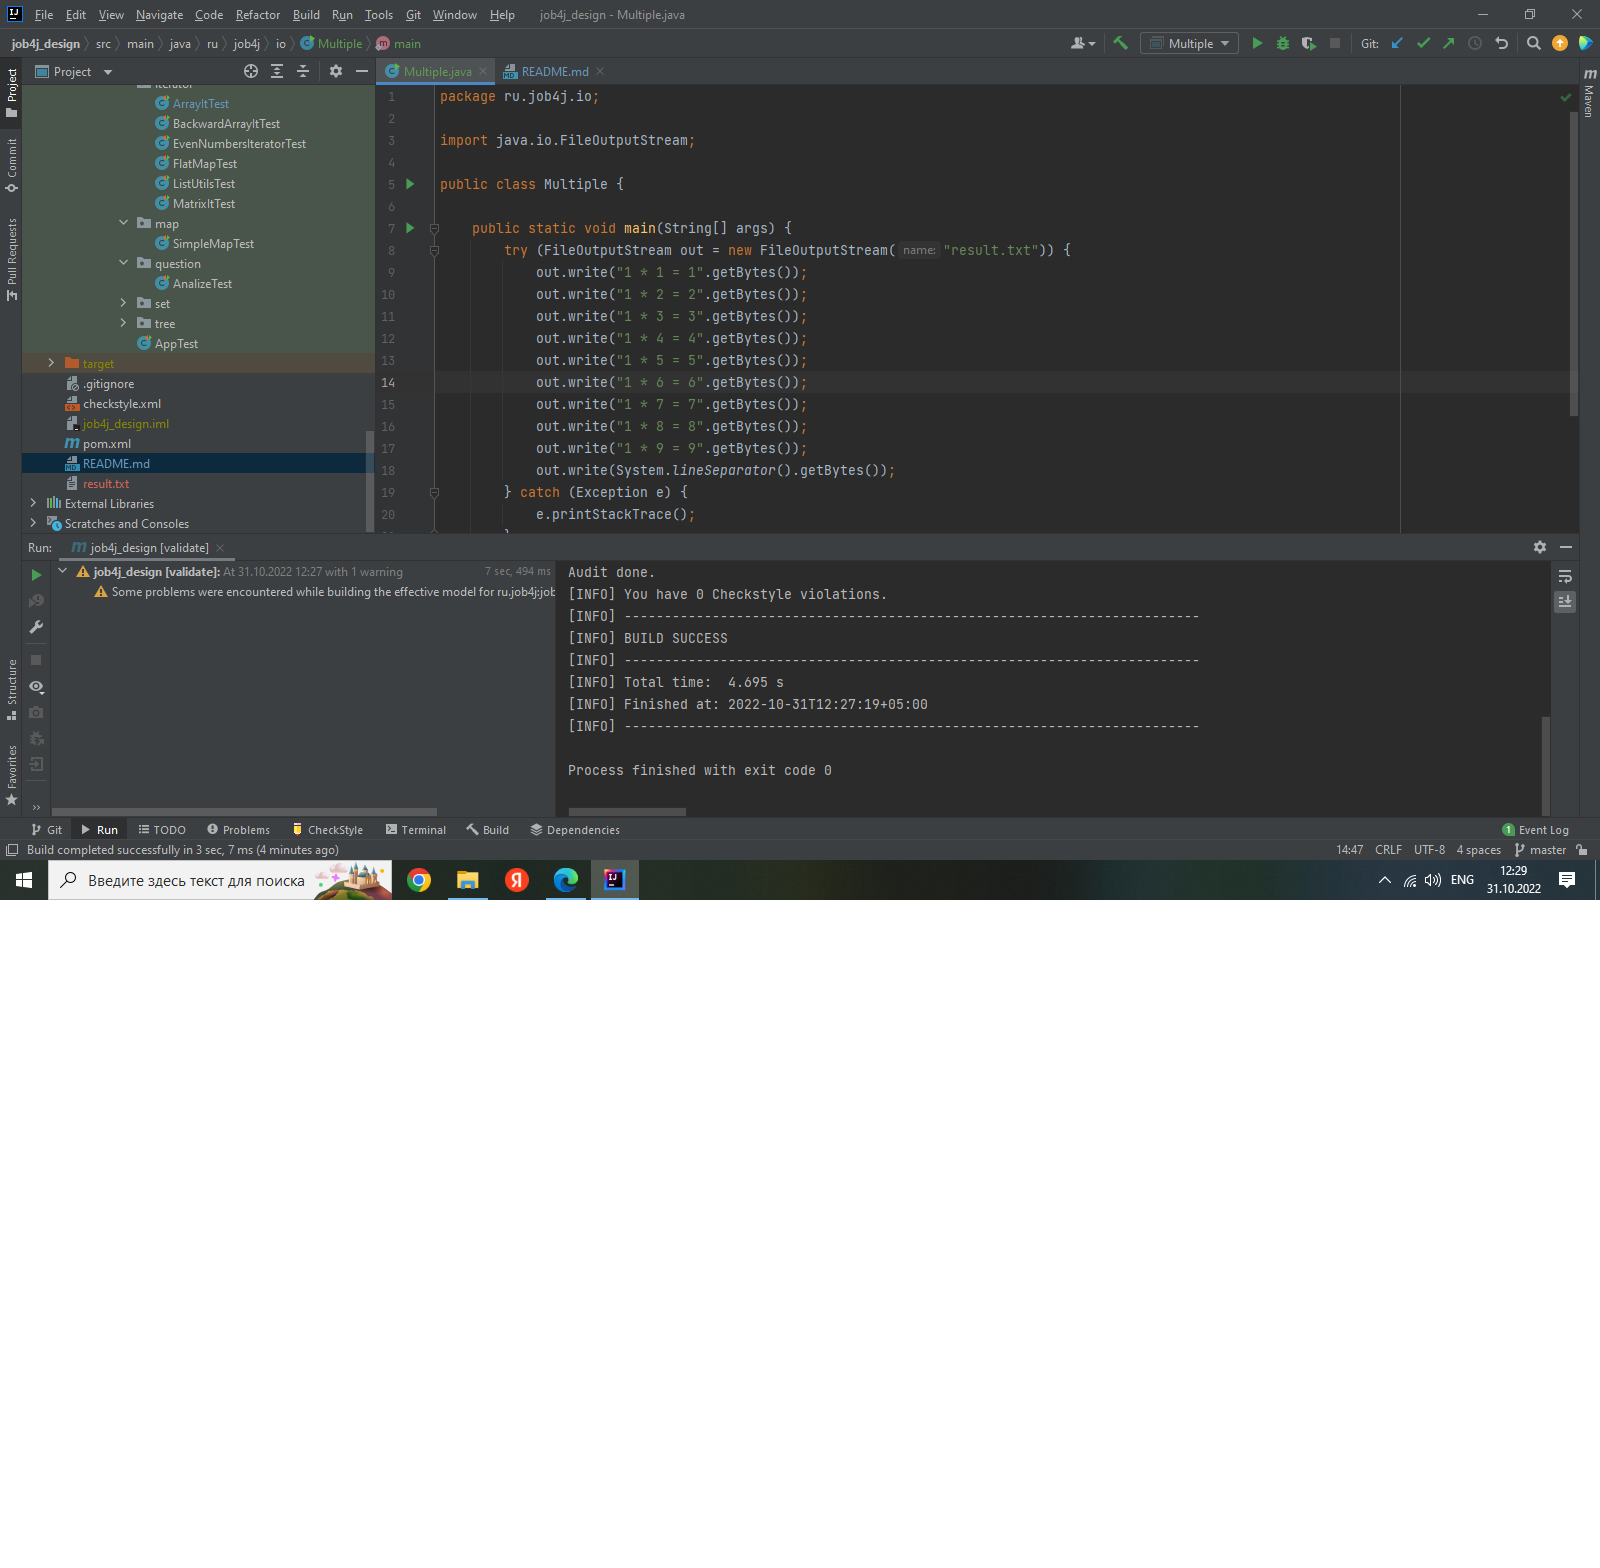 File Edit View Navigate Code Refactor Build Run Tools Git Window Help job4j_design - Multiple.java
job4j_design src main java ru job4j io Multiple main
Multiple
Git:
Project
Multiple.java
README.md
Project
Commit
Pull Requests
Structure
Favorites
Maven
iterator
ArrayItTest
BackwardArrayItTest
EvenNumbersIteratorTest
FlatMapTest
ListUtilsTest
MatrixItTest
map
SimpleMapTest
question
AnalizeTest
set
tree
AppTest
target
.gitignore
checkstyle.xml
job4j_design.iml
pom.xml
README.md
result.txt
External Libraries
Scratches and Consoles
1 package ru.job4j.io;
2
3 import java.io.FileOutputStream;
4
5 public class Multiple {
6
7 public static void main(String[] args) {
8 try (FileOutputStream out = new FileOutputStream( name: "result.txt")) {
9 out.write("1 * 1 = 1".getBytes());
10 out.write("1 * 2 = 2".getBytes());
11 out.write("1 * 3 = 3".getBytes());
12 out.write("1 * 4 = 4".getBytes());
13 out.write("1 * 5 = 5".getBytes());
14 out.write("1 * 6 = 6".getBytes());
15 out.write("1 * 7 = 7".getBytes());
16 out.write("1 * 8 = 8".getBytes());
17 out.write("1 * 9 = 9".getBytes());
18 out.write(System.lineSeparator().getBytes());
19 } catch (Exception e) {
20 e.printStackTrace();
Run: job4j_design [validate]
job4j_design [validate]: At 31.10.2022 12:27 with 1 warning 7 sec, 494 ms
Some problems were encountered while building the effective model for ru.job4j:job
Audit done.
[INFO] You have 0 Checkstyle violations.
[INFO] ------------------------------------------------------------------------
[INFO] BUILD SUCCESS
[INFO] ------------------------------------------------------------------------
[INFO] Total time:  4.695 s
[INFO] Finished at: 2022-10-31T12:27:19+05:00
[INFO] ------------------------------------------------------------------------
Process finished with exit code 0
Git Run TODO Problems CheckStyle Terminal Build Dependencies 1 Event Log
Build completed successfully in 3 sec, 7 ms (4 minutes ago) 14:47 CRLF UTF-8 4 spaces master
Введите здесь текст для поиска
ENG
12:29
31.10.2022